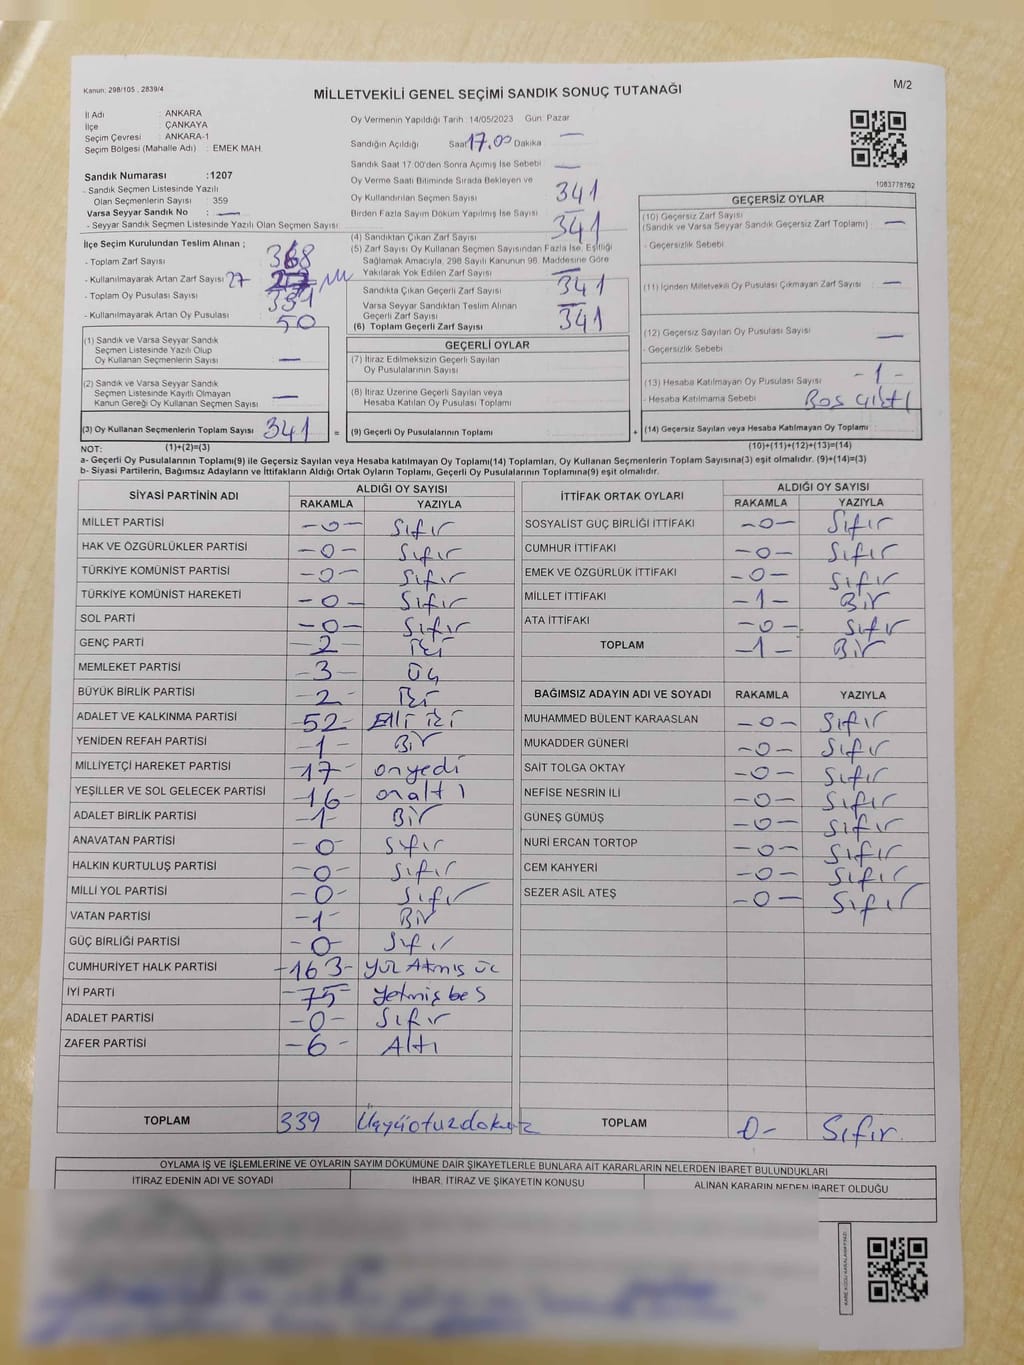 Kanun: 298/105 , 2839/4
MİLLETVEKİLİ GENEL SEÇİMİ SANDIK SONUÇ TUTANAĞI
M/2
İl Adı : ANKARA
İlçe : ÇANKAYA
Seçim Çevresi : ANKARA-1
Seçim Bölgesi (Mahalle Adı) : EMEK MAH.
Oy Vermenin Yapıldığı Tarih 14/05/2023 Gün: Pazar
Sandığın Açıldığı Saat 17.00 Dakika —
Sandık Saat 17:00'den Sonra Açımış İse Sebebi —
Oy Verme Saati Bitiminde Sırada Bekleyen ve
Oy Kullandırılan Seçmen Sayısı 341
Birden Fazla Sayım Döküm Yapılmış İse Sayısı 341
1083778762
Sandık Numarası :1207
- Sandık Seçmen Listesinde Yazılı
Olan Seçmenlerin Sayısı : 359
Varsa Seyyar Sandık No : —
- Seyyar Sandık Seçmen Listesinde Yazılı Olan Seçmen Sayısı
İlçe Seçim Kurulundan Teslim Alınan ;
- Toplam Zarf Sayısı 368
- Kullanılmayarak Artan Zarf Sayısı 27
- Toplam Oy Pusulası Sayısı
- Kullanılmayarak Artan Oy Pusulası 50
(1) Sandık ve Varsa Seyyar Sandık
Seçmen Listesinde Yazılı Olup
Oy Kullanan Seçmenlerin Sayısı —
(2) Sandık ve Varsa Seyyar Sandık
Seçmen Listesinde Kayıtlı Olmayan
Kanun Gereği Oy Kullanan Seçmen Sayısı —
(3) Oy Kullanan Seçmenlerin Toplam Sayısı 341 =
(4) Sandıktan Çıkan Zarf Sayısı
(5) Zarf Sayısı Oy Kullanan Seçmen Sayısından Fazla İse, Eşitliği
Sağlamak Amacıyla, 298 Sayılı Kanunun 98. Maddesine Göre
Yakılarak Yok Edilen Zarf Sayısı —
Sandıkta Çıkan Geçerli Zarf Sayısı 341
Varsa Seyyar Sandıktan Teslim Alınan
Geçerli Zarf Sayısı —
(6) Toplam Geçerli Zarf Sayısı 341
GEÇERLİ OYLAR
(7) İtiraz Edilmeksizin Geçerli Sayılan
Oy Pusulalarının Sayısı
(8) İtiraz Üzerine Geçerli Sayılan veya
Hesaba Katılan Oy Pusulası Toplamı
(9) Geçerli Oy Pusulalarının Toplamı +
GEÇERSİZ OYLAR
(10) Geçersiz Zarf Sayısı
(Sandık ve Varsa Seyyar Sandık Geçersiz Zarf Toplamı) —
- Geçersizlik Sebebi
(11) İçinden Milletvekili Oy Pusulası Çıkmayan Zarf Sayısı —
(12) Geçersiz Sayılan Oy Pusulası Sayısı —
- Geçersizlik Sebebi
(13) Hesaba Katılmayan Oy Pusulası Sayısı -1-
- Hesaba Katılmama Sebebi Boş çıktı
(14) Geçersiz Sayılan veya Hesaba Katılmayan Oy Toplamı :
NOT: (1)+(2)=(3) (10)+(11)+(12)+(13)=(14)
a- Geçerli Oy Pusulalarının Toplamı(9) ile Geçersiz Sayılan veya Hesaba katılmayan Oy Toplamı(14) Toplamları, Oy Kullanan Seçmenlerin Toplam Sayısına(3) eşit olmalıdır. (9)+(14)=(3)
b- Siyasi Partilerin, Bağımsız Adayların ve İttifakların Aldığı Ortak Oyların Toplamı, Geçerli Oy Pusulalarının Toplamına(9) eşit olmalıdır.
SİYASİ PARTİNİN ADI ALDIĞI OY SAYISI
RAKAMLA YAZIYLA
MİLLET PARTİSİ -0- Sıfır
HAK VE ÖZGÜRLÜKLER PARTİSİ -0- Sıfır
TÜRKİYE KOMÜNİST PARTİSİ -0- Sıfır
TÜRKİYE KOMÜNİST HAREKETİ -0- Sıfır
SOL PARTİ -0- Sıfır
GENÇ PARTİ -2 iki
MEMLEKET PARTİSİ -3- Üç
BÜYÜK BİRLİK PARTİSİ -2- İki
ADALET VE KALKINMA PARTİSİ -52- Elli iki
YENİDEN REFAH PARTİSİ -1- Bir
MİLLİYETÇİ HAREKET PARTİSİ -17- onyedi
YEŞİLLER VE SOL GELECEK PARTİSİ -16- onaltı
ADALET BİRLİK PARTİSİ -1- Bir
ANAVATAN PARTİSİ -0- Sıfır
HALKIN KURTULUŞ PARTİSİ -0- Sıfır
MİLLİ YOL PARTİSİ -0- Sıfır
VATAN PARTİSİ -1- Bir
GÜÇ BİRLİĞİ PARTİSİ -0- Sıfır
CUMHURİYET HALK PARTİSİ -163- Yüz Atmış üç
İYİ PARTİ -75- Yetmiş beş
ADALET PARTİSİ -0- Sıfır
ZAFER PARTİSİ -6- Altı
TOPLAM 339 Üçyüotuzdokuz
İTTİFAK ORTAK OYLARI ALDIĞI OY SAYISI
RAKAMLA YAZIYLA
SOSYALİST GÜÇ BİRLİĞİ İTTİFAKI -0- Sıfır
CUMHUR İTTİFAKI -0- Sıfır
EMEK VE ÖZGÜRLÜK İTTİFAKI -0- Sıfır
MİLLET İTTİFAKI -1- Bir
ATA İTTİFAKI -0- Sıfır
TOPLAM -1- Bir
BAĞIMSIZ ADAYIN ADI VE SOYADI RAKAMLA YAZIYLA
MUHAMMED BÜLENT KARAASLAN -0- Sıfır
MUKADDER GÜNERİ -0- Sıfır
SAİT TOLGA OKTAY -0- Sıfır
NEFİSE NESRİN İLİ -0- Sıfır
GÜNEŞ GÜMÜŞ -0- Sıfır
NURİ ERCAN TORTOP -0- Sıfır
CEM KAHYERİ -0- Sıfır
SEZER ASİL ATEŞ -0- Sıfır
TOPLAM 0- Sıfır
OYLAMA İŞ VE İŞLEMLERİNE VE OYLARIN SAYIM DÖKÜMÜNE DAİR ŞİKAYETLERLE BUNLARA AİT KARARLARIN NELERDEN İBARET BULUNDUKLARI
İTİRAZ EDENİN ADI VE SOYADI İHBAR, İTİRAZ VE ŞİKAYETİN KONUSU ALINAN KARARIN NEDEN İBARET OLDUĞU